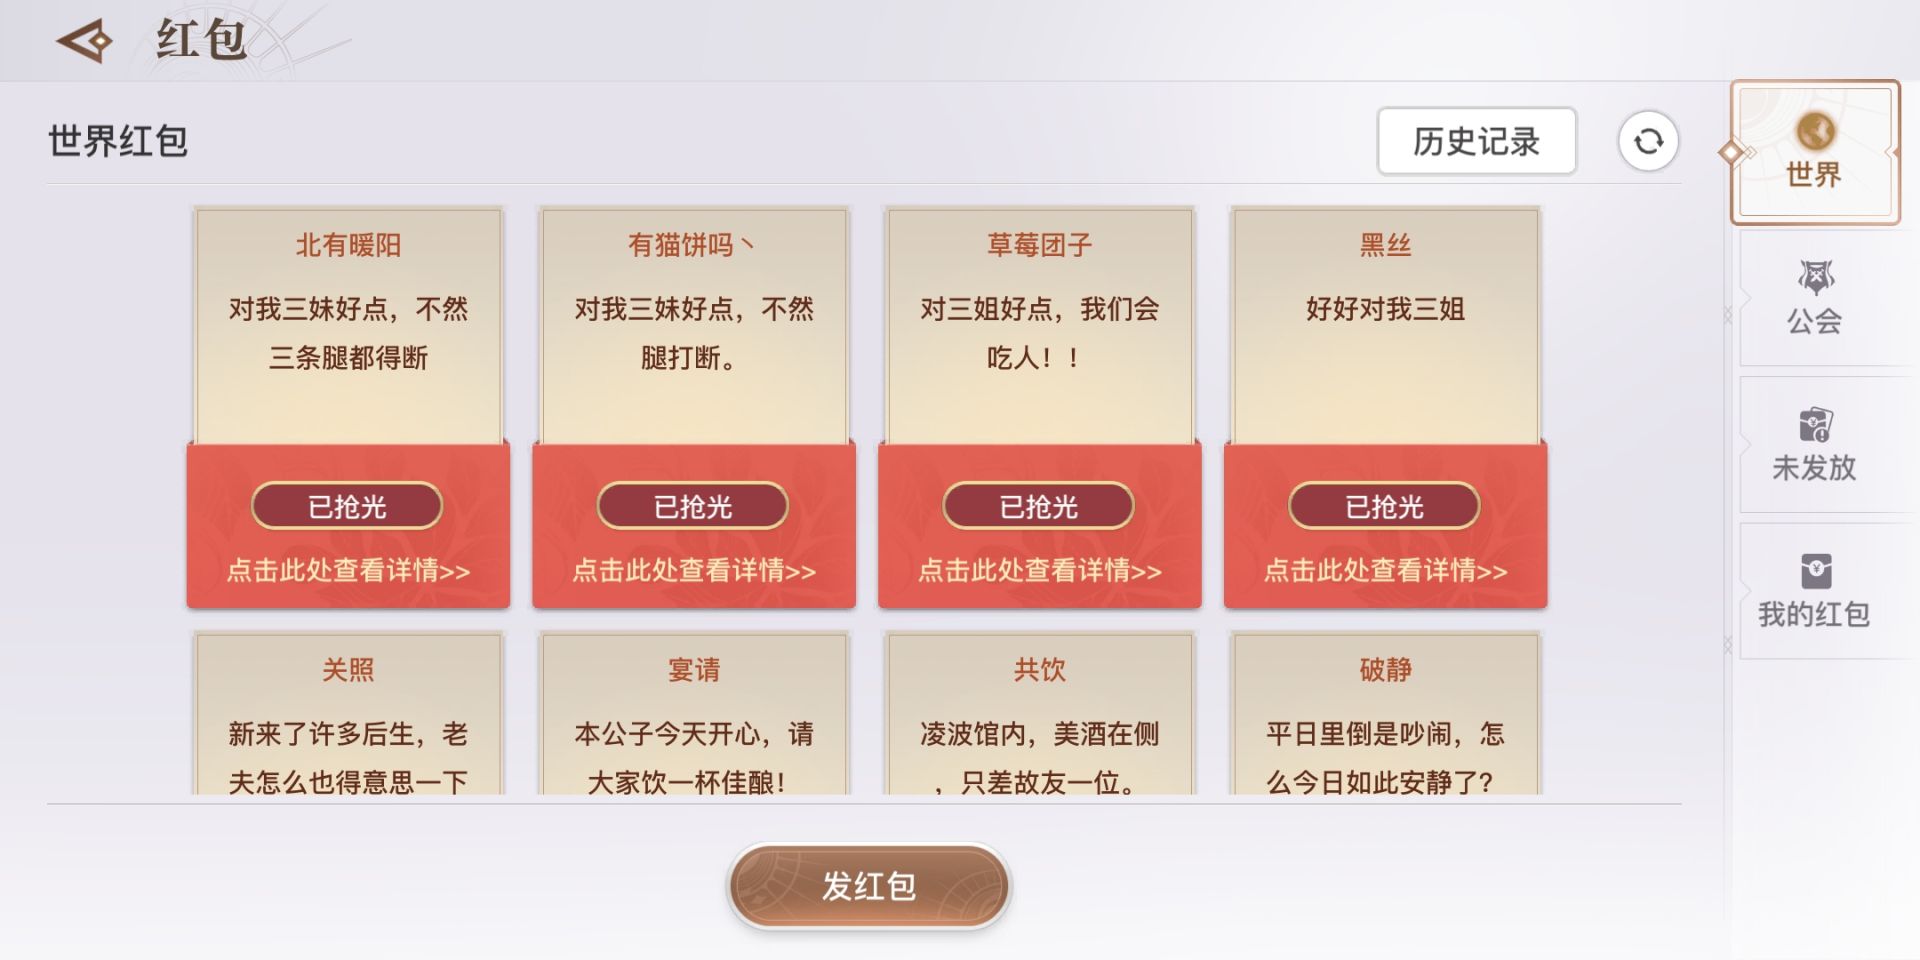 红包
世界红包
历史记录
世界
公会
未发放
我的红包
北有暖阳
对我三妹好点，不然
三条腿都得断
已抢光
点击此处查看详情>>
有猫饼吗丶
对我三妹好点，不然
腿打断。
已抢光
点击此处查看详情>>
草莓团子
对三姐好点，我们会
吃人！！
已抢光
点击此处查看详情>>
黑丝
好好对我三姐
已抢光
点击此处查看详情>>
关照
新来了许多后生，老
夫怎么也得意思一下
宴请
本公子今天开心，请
大家饮一杯佳酿！
共饮
凌波馆内，美酒在侧
，只差故友一位。
破静
平日里倒是吵闹，怎
么今日如此安静了？
发红包